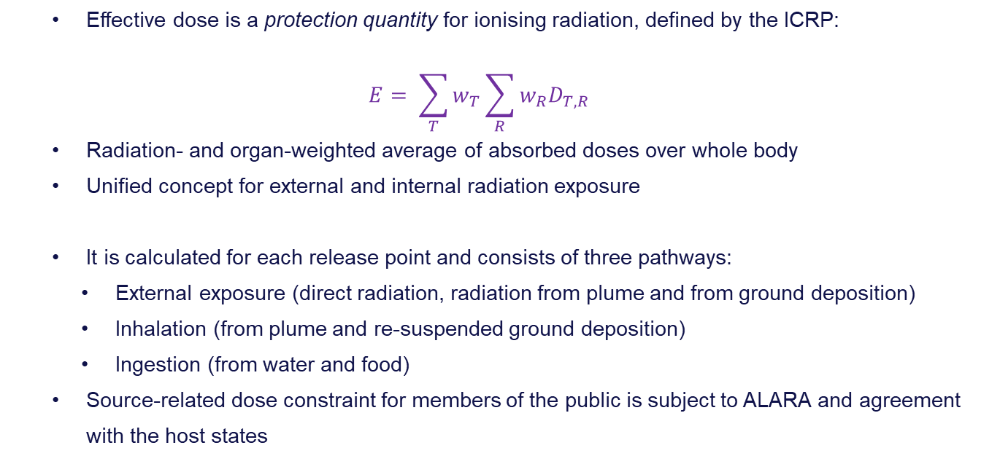 • Effective dose is a protection quantity for ionising radiation, defined by the ICRP:
E = ∑_T w_T ∑_R w_R D_{T,R}
• Radiation- and organ-weighted average of absorbed doses over whole body
• Unified concept for external and internal radiation exposure
• It is calculated for each release point and consists of three pathways:
• External exposure (direct radiation, radiation from plume and from ground deposition)
• Inhalation (from plume and re-suspended ground deposition)
• Ingestion (from water and food)
• Source-related dose constraint for members of the public is subject to ALARA and agreement
with the host states